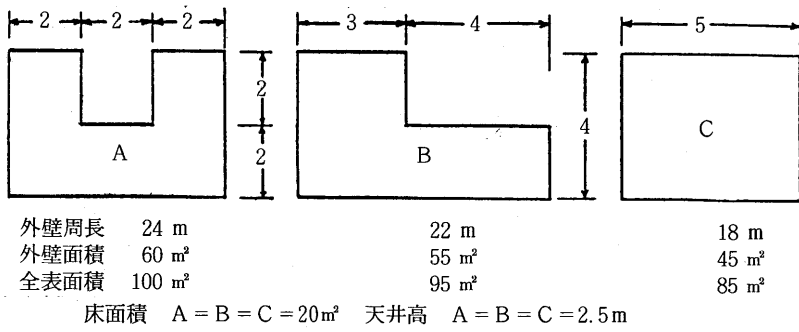 2 2 2 3 4 5
2
2
4
A B C
外壁周長 24 m 22 m 18 m
外壁面積 60 ㎡ 55 ㎡ 45 ㎡
全表面積 100 ㎡ 95 ㎡ 85 ㎡
床面積 A=B=C=20㎡ 天井高 A=B=C=2.5m